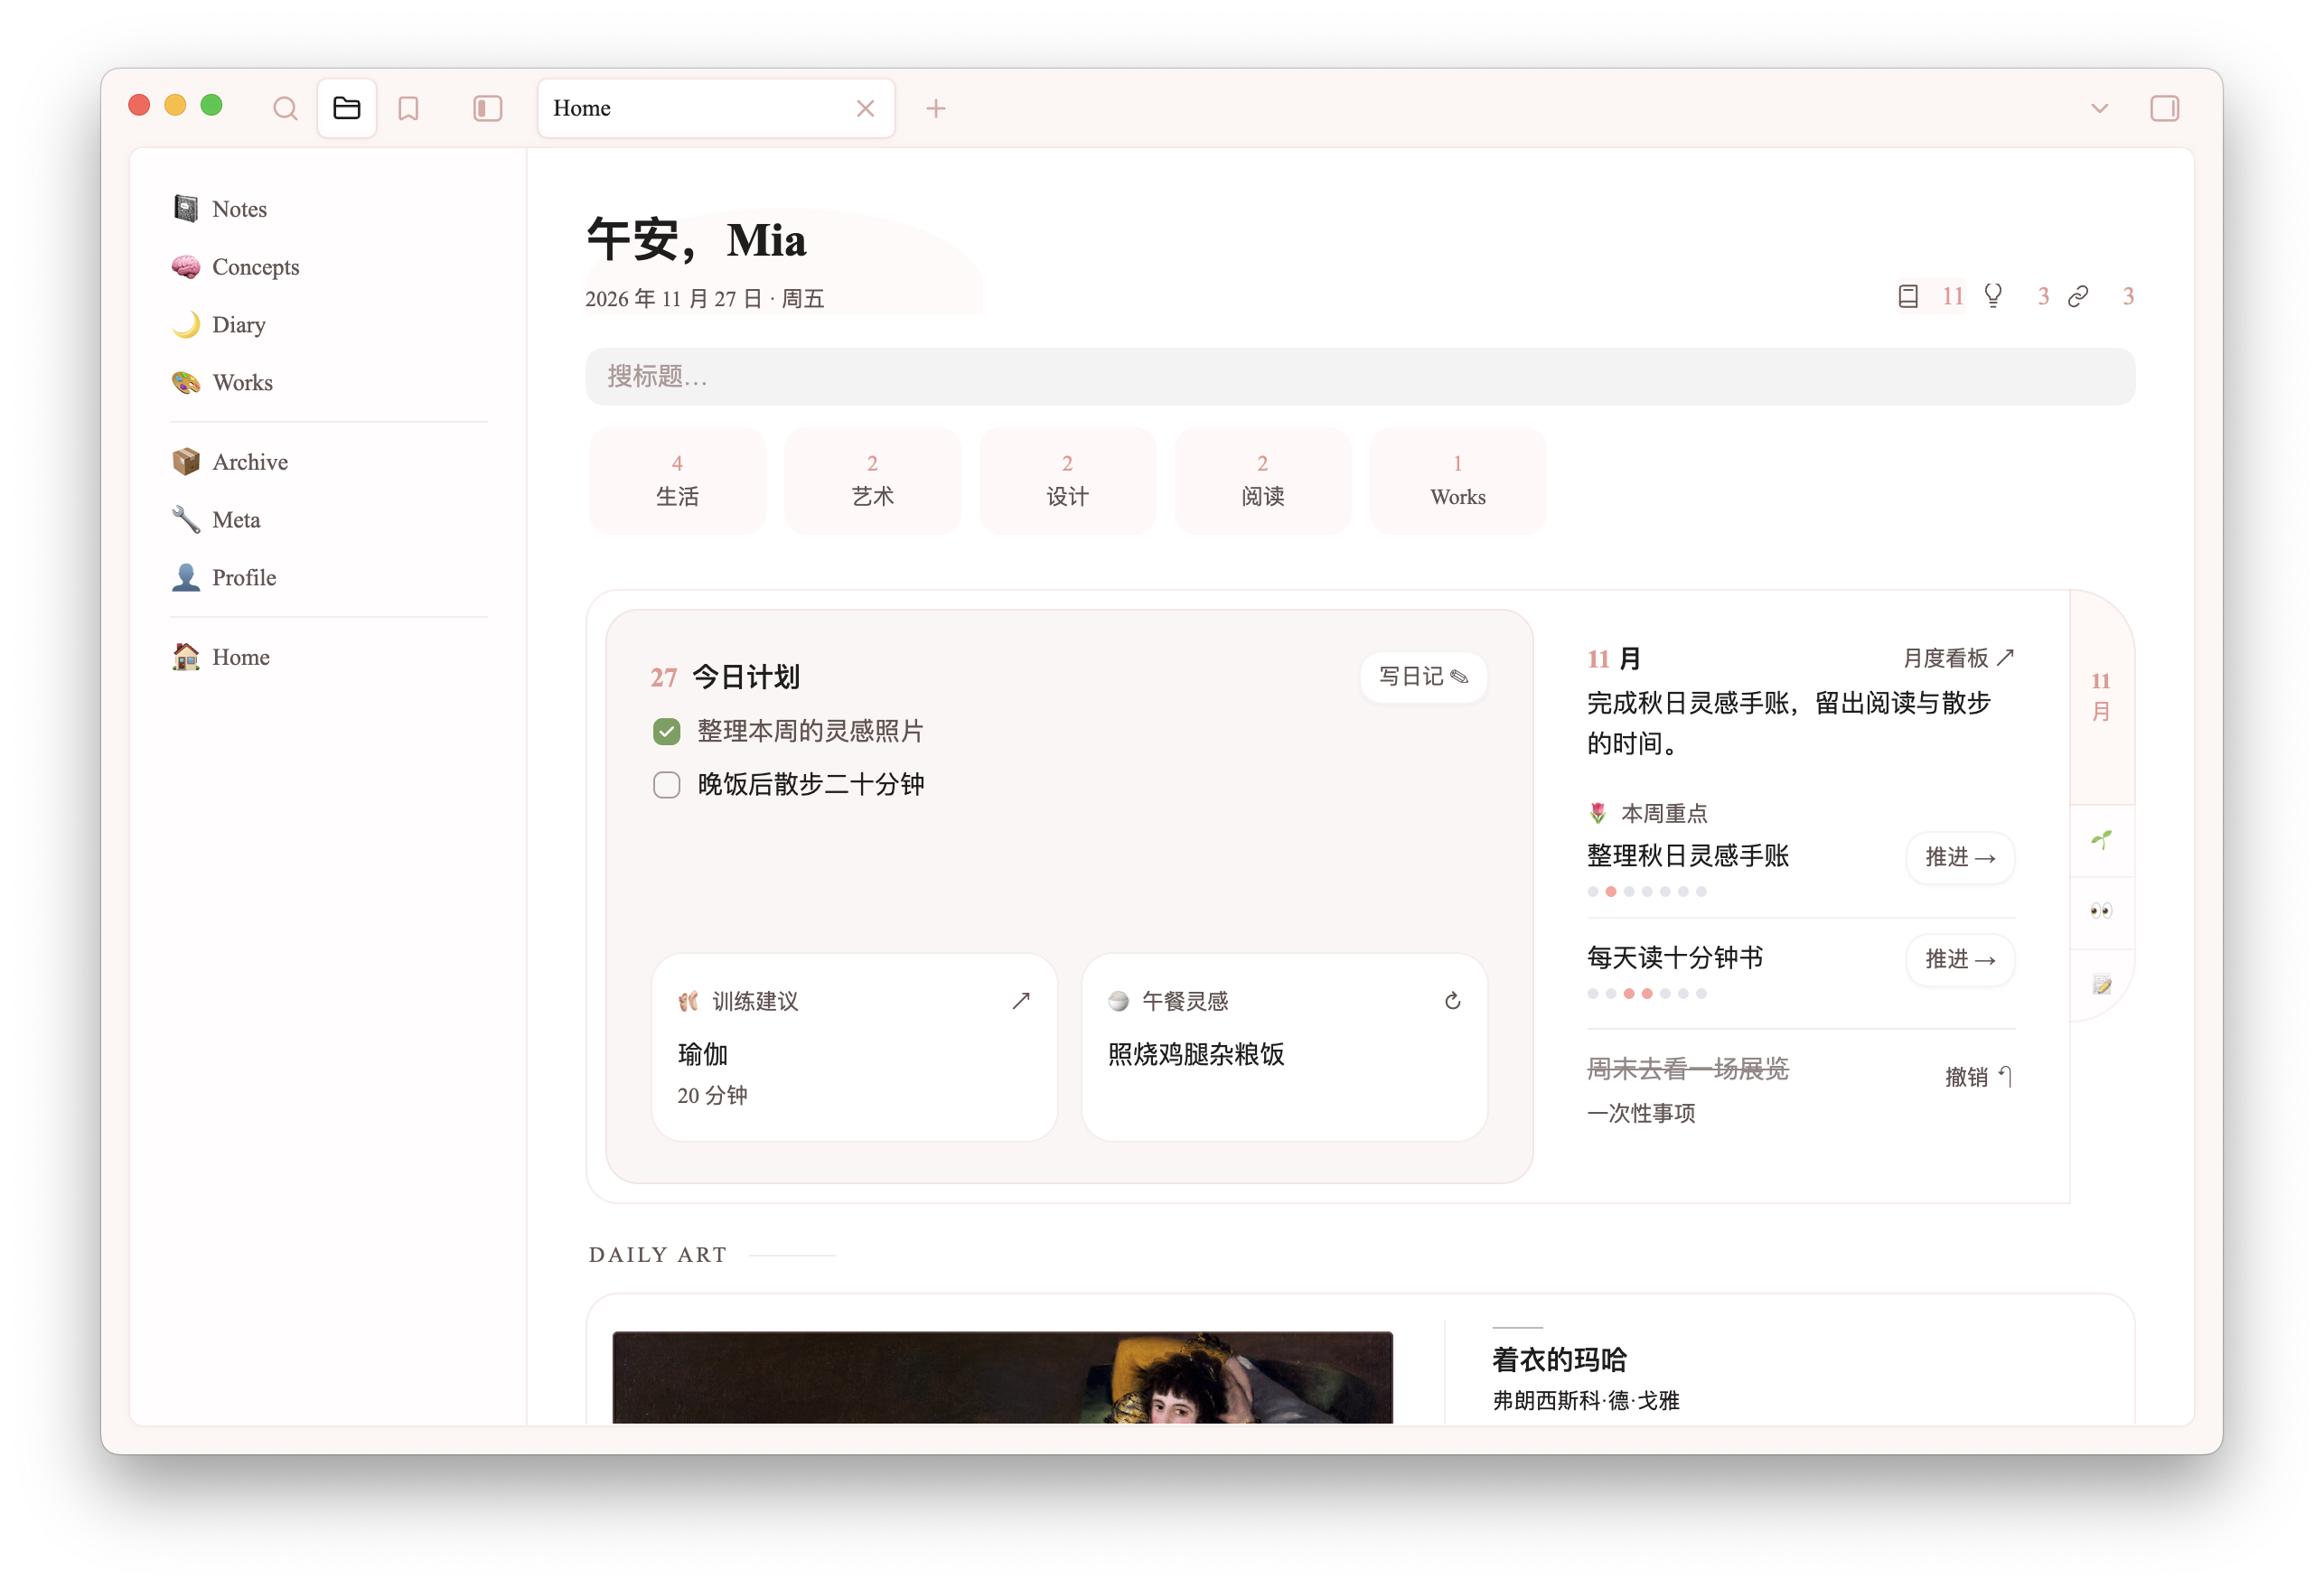 Home
Notes
Concepts
Diary
Works
Archive
Meta
Profile
Home
午安，Mia
2026 年 11 月 27 日 · 周五
11 3 3
搜标题...
4
生活
2
艺术
2
设计
2
阅读
1
Works
27 今日计划
写日记 ✎
整理本周的灵感照片
晚饭后散步二十分钟
训练建议 ↗
瑜伽
20 分钟
午餐灵感 ↻
照烧鸡腿杂粮饭
11 月
月度看板 ↗
完成秋日灵感手账，留出阅读与散步
的时间。
本周重点
整理秋日灵感手账
推进 →
每天读十分钟书
推进 →
周末去看一场展览
撤销 ↶
一次性事项
11
月
DAILY ART
着衣的玛哈
弗朗西斯科·德·戈雅